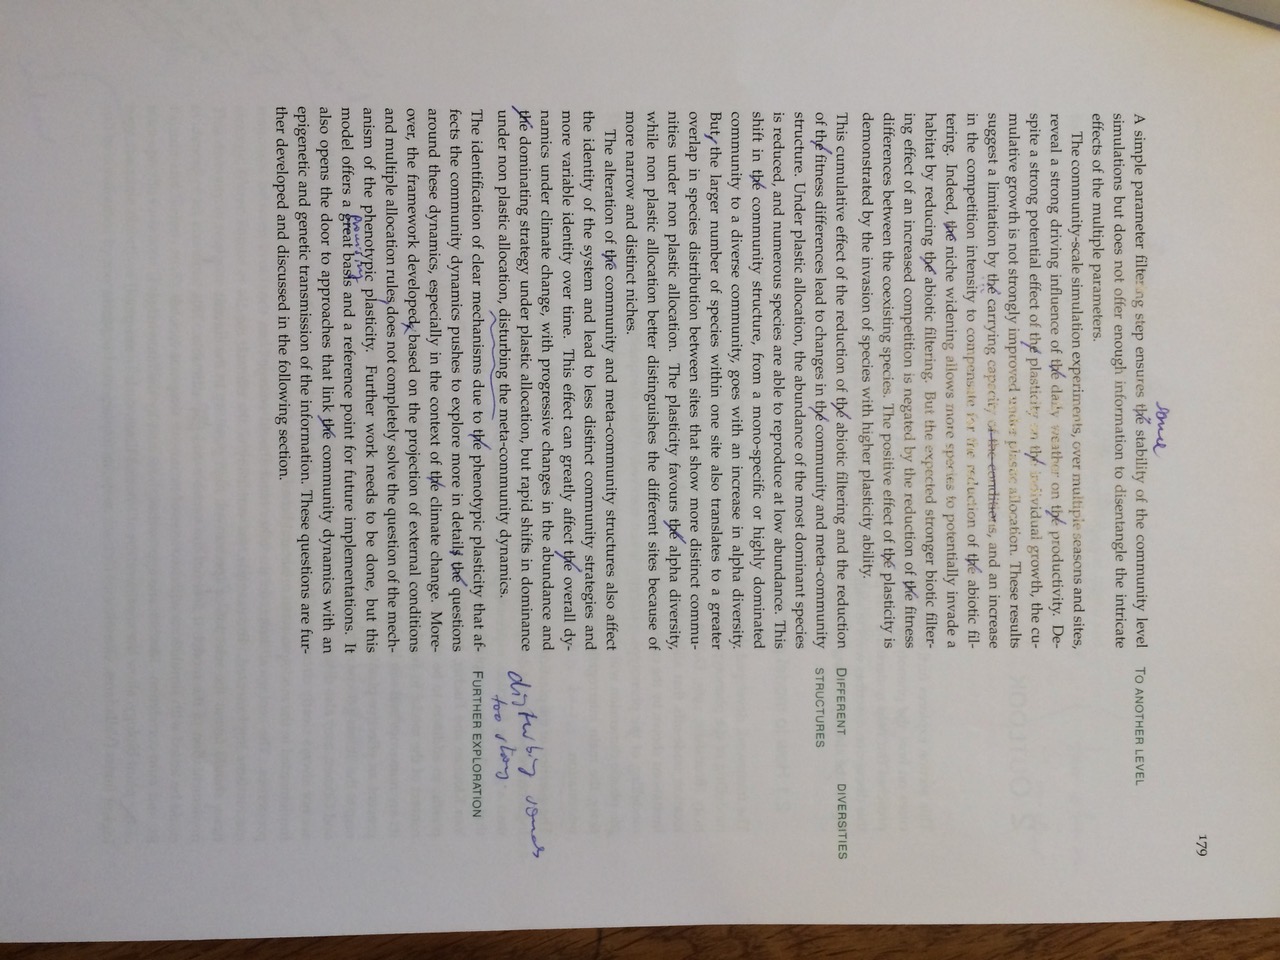 179
some
A simple parameter filtering step ensures the stability of the community level
TO ANOTHER LEVEL
simulations but does not offer enough information to disentangle the intricate
effects of the multiple parameters.
The community-scale simulation experiments, over multiple seasons and sites,
reveal a strong driving influence of the daily weather on the productivity. De-
spite a strong potential effect of the plasticity on the individual growth, the cu-
mulative growth is not strongly improved under plastic allocation. These results
suggest a limitation by the carrying capacity of the conditions, and an increase
in the competition intensity to compensate for the reduction of the abiotic fil-
tering. Indeed, the niche widening allows more species to potentially invade a
habitat by reducing the abiotic filtering. But the expected stronger biotic filter-
ing effect of an increased competition is negated by the reduction of the fitness
differences between the coexisting species. The positive effect of the plasticity is
demonstrated by the invasion of species with higher plasticity ability.
This cumulative effect of the reduction of the abiotic filtering and the reduction
DIFFERENT DIVERSITIES
of the fitness differences lead to changes in the community and meta-community
STRUCTURES
structure. Under plastic allocation, the abundance of the most dominant species
is reduced, and numerous species are able to reproduce at low abundance. This
shift in the community structure, from a mono-specific or highly dominated
community to a diverse community, goes with an increase in alpha diversity.
But, the larger number of species within one site also translates to a greater
overlap in species distribution between sites that show more distinct commu-
nities under non plastic allocation. The plasticity favours the alpha diversity,
while non plastic allocation better distinguishes the different sites because of
more narrow and distinct niches.
The alteration of the community and meta-community structures also affect
the identity of the system and lead to less distinct community strategies and
more variable identity over time. This effect can greatly affect the overall dy-
namics under climate change, with progressive changes in the abundance and
the dominating strategy under plastic allocation, but rapid shifts in dominance
disturbing sounds
under non plastic allocation, disturbing the meta-community dynamics.
too strong
The identification of clear mechanisms due to the phenotypic plasticity that af-
FURTHER EXPLORATION
fects the community dynamics pushes to explore more in details the questions
around these dynamics, especially in the context of the climate change. More-
over, the framework developed, based on the projection of external conditions
and multiple allocation rules, does not completely solve the question of the mech-
anism of the phenotypic plasticity. Further work needs to be done, but this
promising
model offers a great basis and a reference point for future implementations. It
also opens the door to approaches that link the community dynamics with an
epigenetic and genetic transmission of the information. These questions are fur-
ther developed and discussed in the following section.